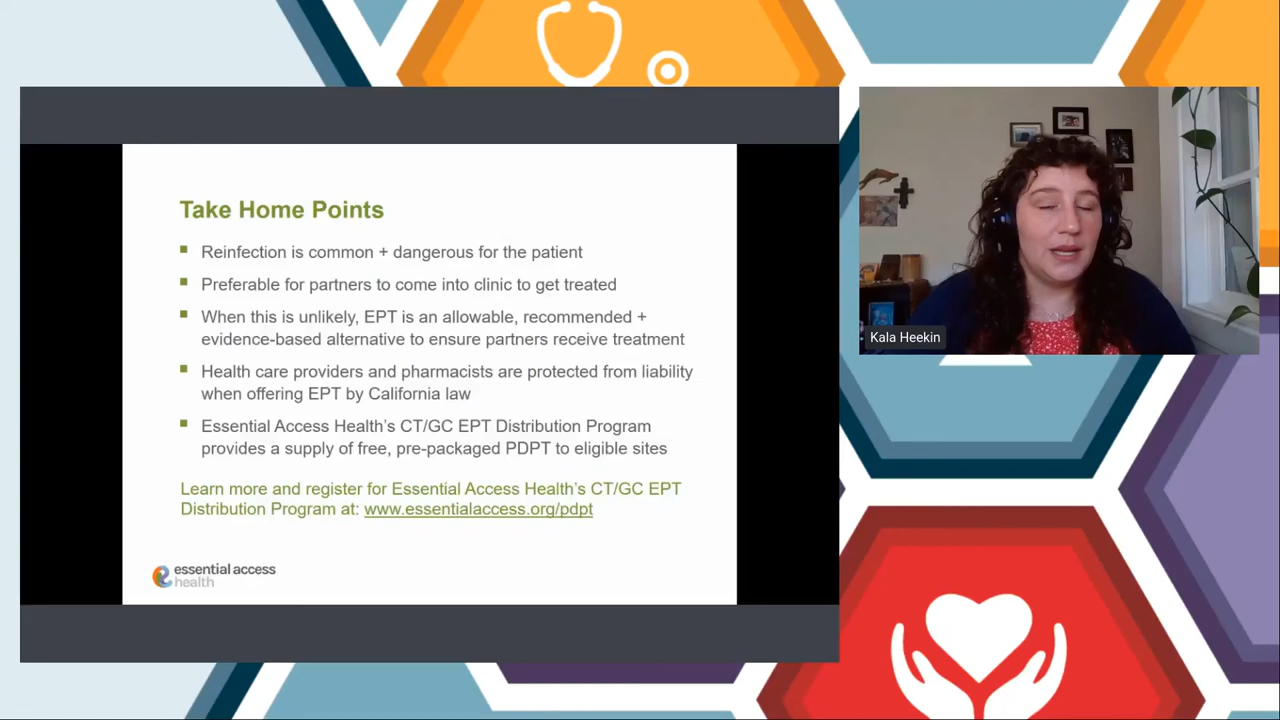 Take Home Points
Reinfection is common + dangerous for the patient
Preferable for partners to come into clinic to get treated
When this is unlikely, EPT is an allowable, recommended +
evidence-based alternative to ensure partners receive treatment
Health care providers and pharmacists are protected from liability
when offering EPT by California law
Essential Access Health’s CT/GC EPT Distribution Program
provides a supply of free, pre-packaged PDPT to eligible sites
Learn more and register for Essential Access Health’s CT/GC EPT
Distribution Program at: www.essentialaccess.org/pdpt
essential access
health
Kala Heekin